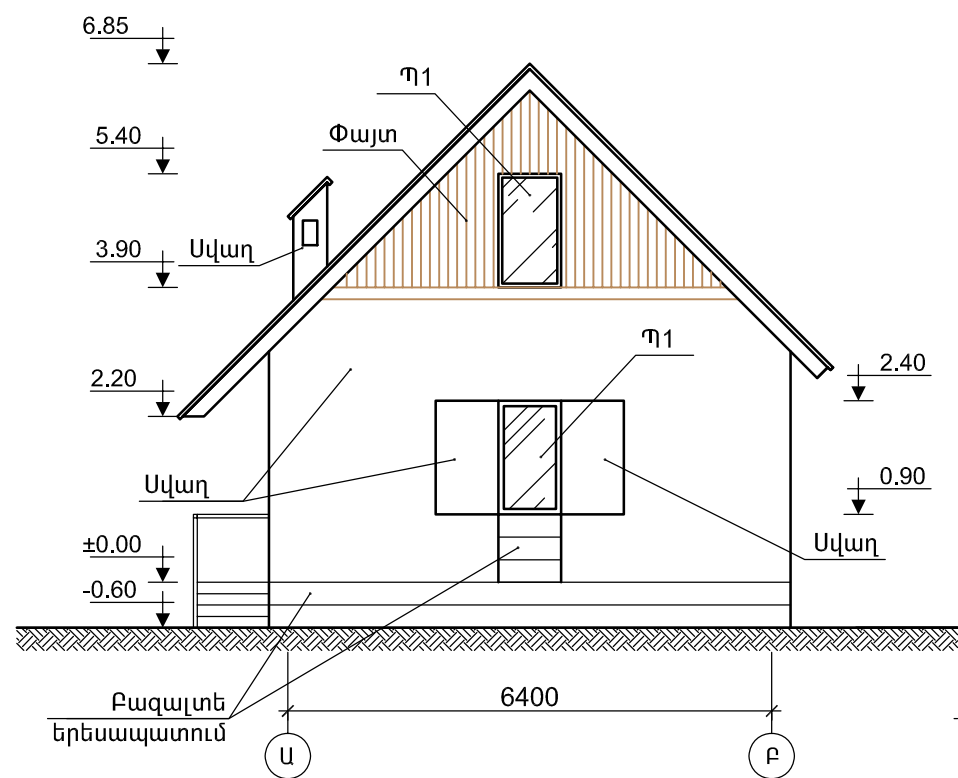 6.85
Պ1
5.40
Փայտ
3.90
Սվաղ
Պ1
2.20
2.40
Սվաղ
0.90
±0.00
Սվաղ
-0.60
Բազալտե
երեսապատում
6400
Ա
Բ